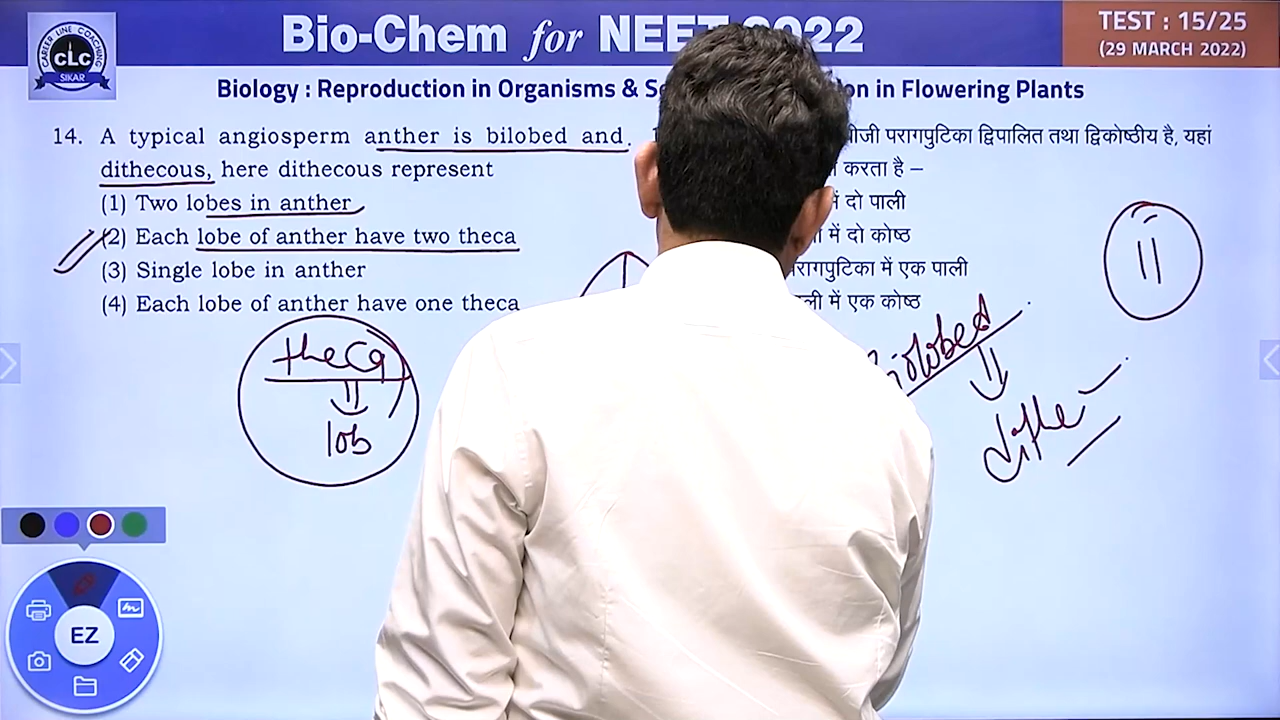 Bio-Chem for NEET 2022
TEST : 15/25
(29 MARCH 2022)
CAREER LINE COACHING
CLC
SIKAR
Biology : Reproduction in Organisms & Se on in Flowering Plants
14. A typical angiosperm anther is bilobed and
dithecous, here dithecous represent
(1) Two lobes in anther
(2) Each lobe of anther have two theca
(3) Single lobe in anther
(4) Each lobe of anther have one theca
परागपुटिका द्विपालित तथा द्विकोष्ठीय है, यहां
करता है –
में दो पाली
में दो कोष्ठ
परागपुटिका में एक पाली
में एक कोष्ठ
theca
lob
bilobed
dithe
EZ